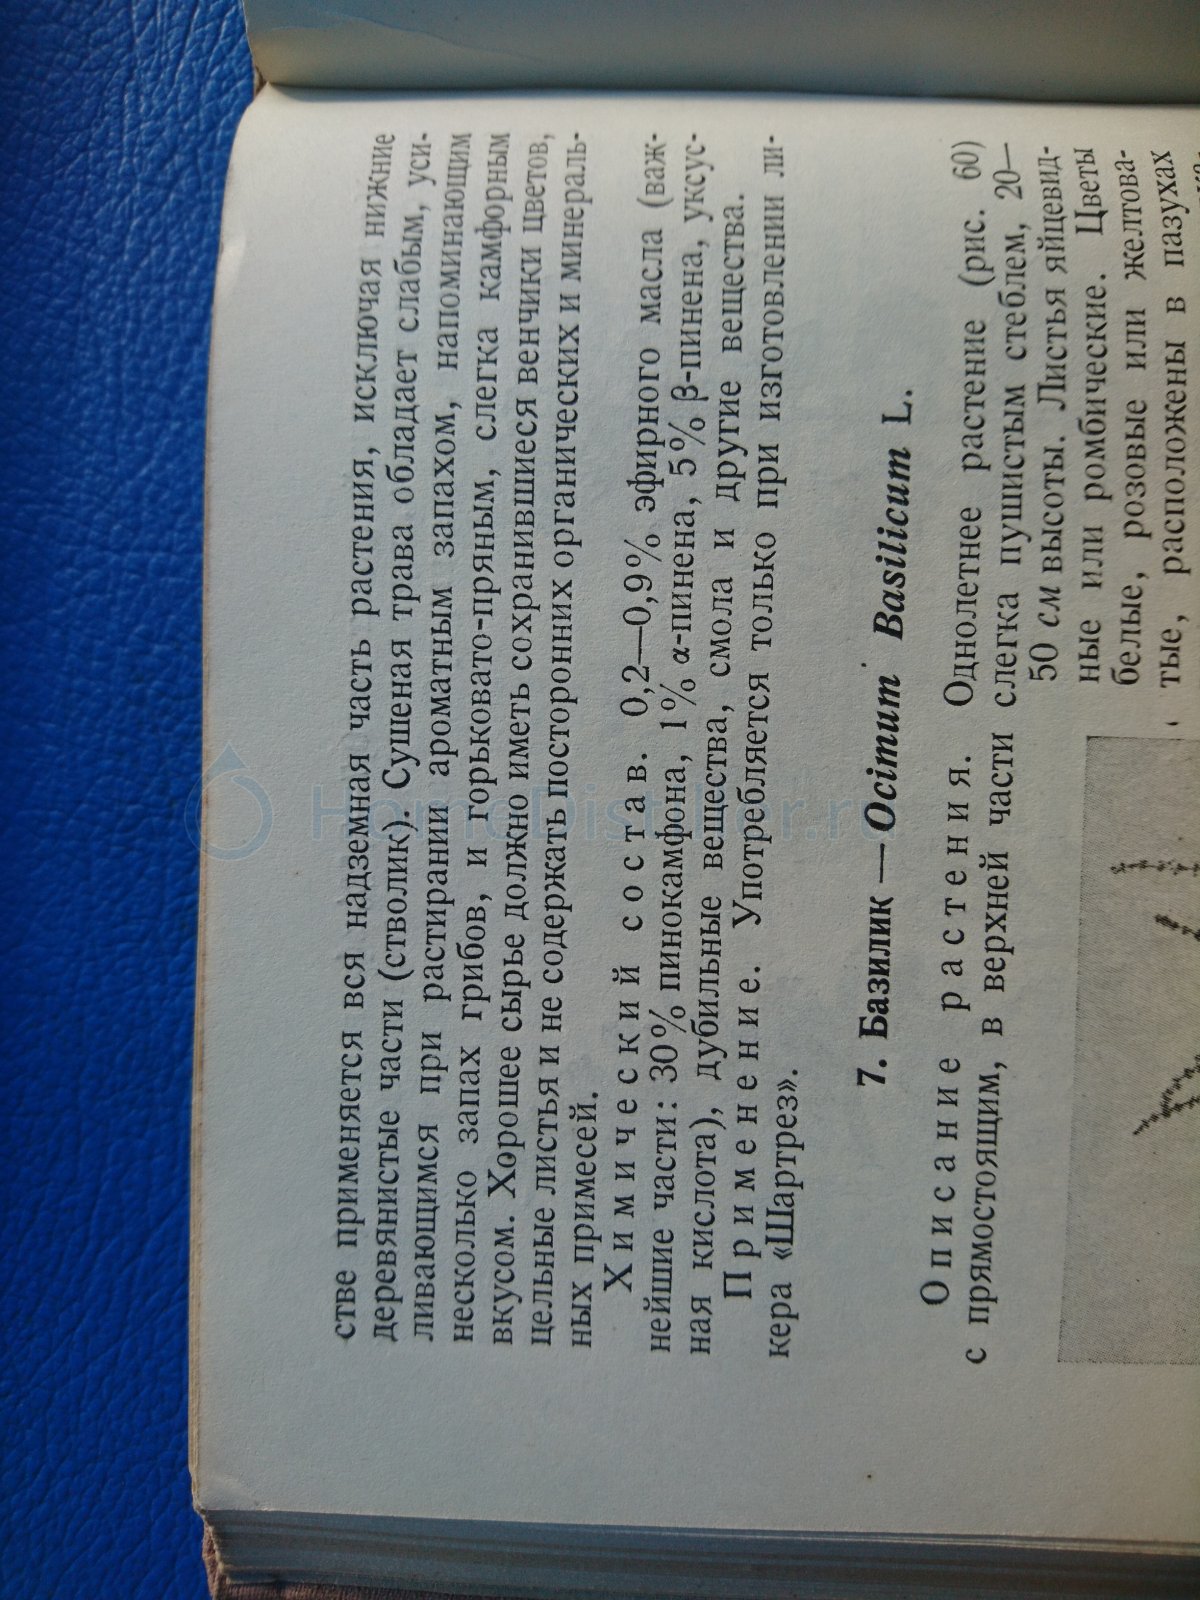 стве применяется вся надземная часть растения, исключая нижние
деревянистые части (стволик). Сушеная трава обладает слабым, уси-
ливающимся при растирании ароматным запахом, напоминающим
несколько запах грибов, и горьковато-пряным, слегка камфорным
вкусом. Хорошее сырье должно иметь сохранившиеся венчики цветов,
цельные листья и не содержать посторонних органических и минераль-
ных примесей.
Химический состав. 0,2—0,9% эфирного масла (важ-
нейшие части: 30% пинокамфона, 1% α-пинена, 5% β-пинена, уксус-
ная кислота), дубильные вещества, смола и другие вещества.
Применение. Употребляется только при изготовлении ли-
кера «Шартрез».
7. Базилик — Ocimum Basilicum L.
Описание растения. Однолетнее растение (рис. 60)
с прямостоящим, в верхней части слегка пушистым стеблем, 20—
50 см высоты. Листья яйцевид-
ные или ромбические. Цветы
белые, розовые или желтова-
тые, расположены в пазухах
HomeDistiller.ru